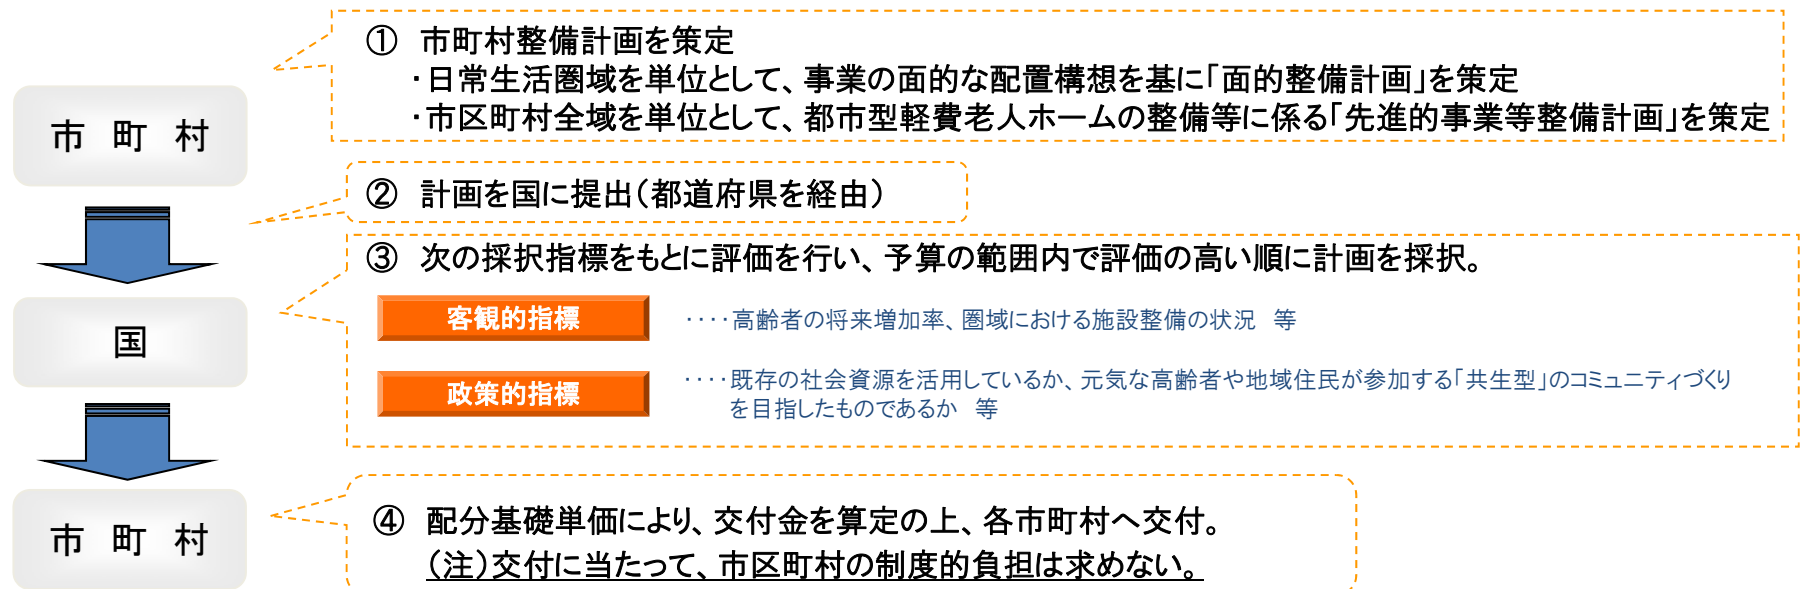 ① 市町村整備計画を策定
・日常生活圏域を単位として、事業の面的な配置構想を基に「面的整備計画」を策定
・市区町村全域を単位として、都市型軽費老人ホームの整備等に係る「先進的事業等整備計画」を策定
市 町 村
② 計画を国に提出（都道府県を経由）
③ 次の採択指標をもとに評価を行い、予算の範囲内で評価の高い順に計画を採択。
客観的指標 ････高齢者の将来増加率、圏域における施設整備の状況 等
国
政策的指標 ････既存の社会資源を活用しているか、元気な高齢者や地域住民が参加する「共生型」のコミュニティづくり
を目指したものであるか 等
④ 配分基礎単価により、交付金を算定の上、各市町村へ交付。
市 町 村
（注）交付に当たって、市区町村の制度的負担は求めない。